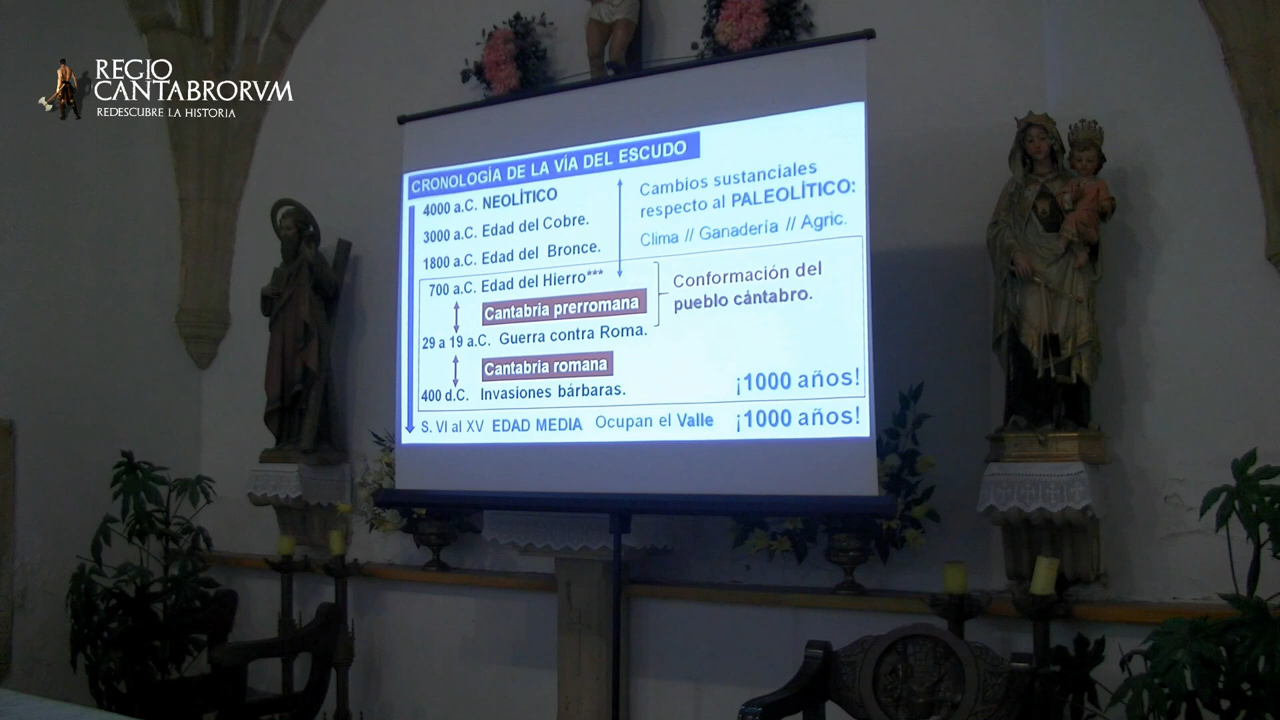 REGIO
CANTABRORVM
REDESCUBRE LA HISTORIA
CRONOLOGÍA DE LA VÍA DEL ESCUDO
4000 a.C. NEOLÍTICO
3000 a.C. Edad del Cobre.
1800 a.C. Edad del Bronce.
Cambios sustanciales
respecto al PALEOLÍTICO:
Clima // Ganadería // Agric.
700 a.C. Edad del Hierro***
Cantabria prerromana
Conformación del
pueblo cántabro.
29 a 19 a.C. Guerra contra Roma.
Cantabria romana
400 d.C. Invasiones bárbaras.
¡1000 años!
S. VI al XV EDAD MEDIA Ocupan el Valle ¡1000 años!